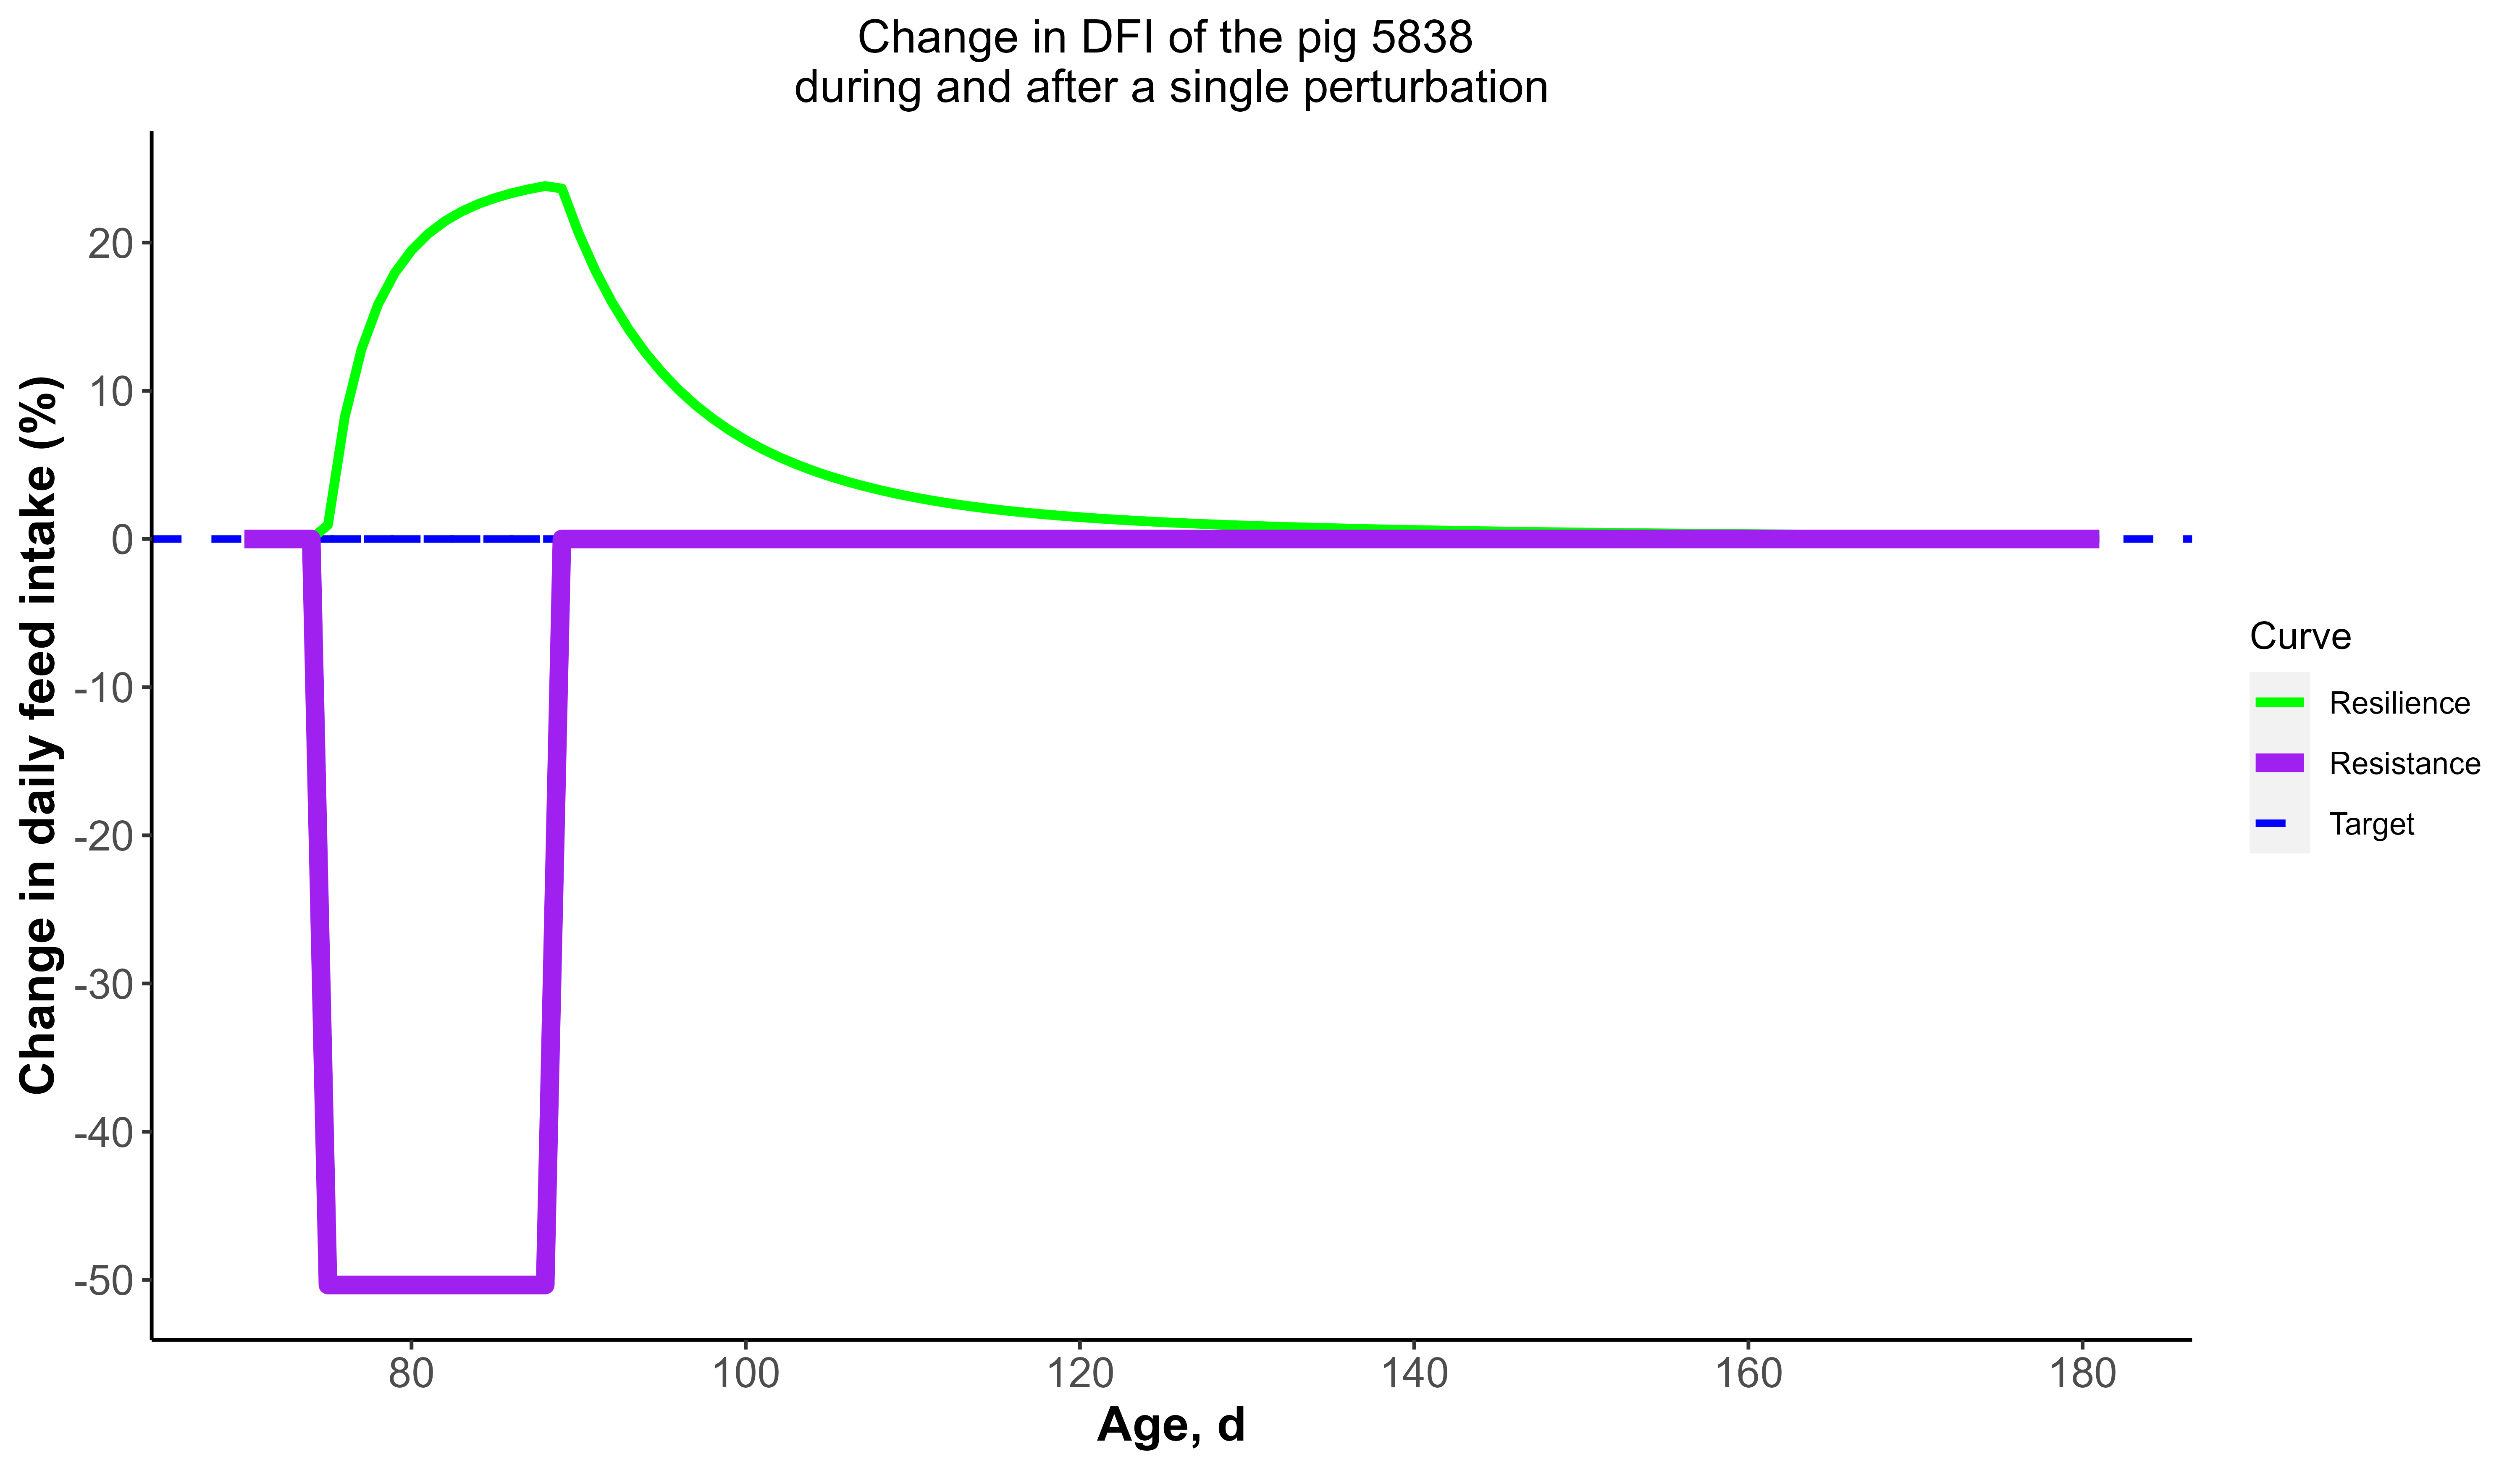 Change in DFI of the pig 5838
during and after a single perturbation
Change in daily feed intake (%)
20
10
0
-10
-20
-30
-40
-50
80 100 120 140 160 180
Age, d
Curve
Resilience
Resistance
Target